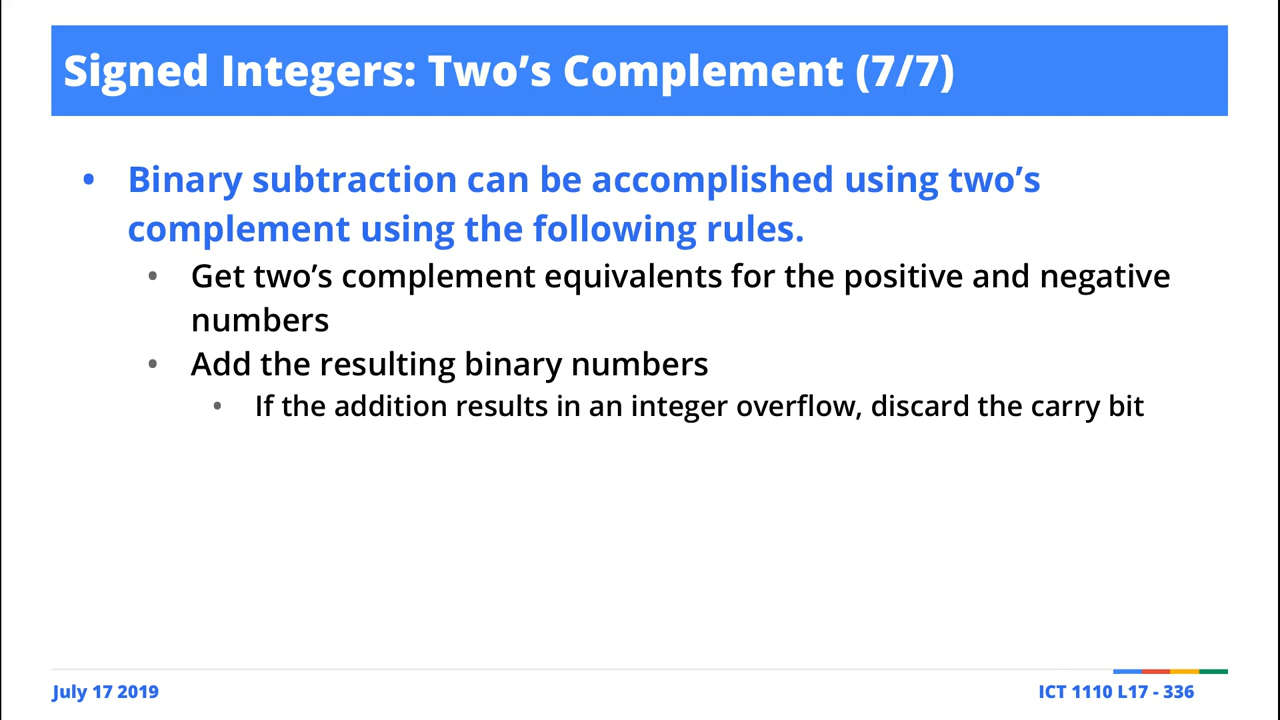 Signed Integers: Two’s Complement (7/7)
• Binary subtraction can be accomplished using two’s
complement using the following rules.
• Get two’s complement equivalents for the positive and negative
numbers
• Add the resulting binary numbers
• If the addition results in an integer overflow, discard the carry bit
July 17 2019
ICT 1110 L17 - 336